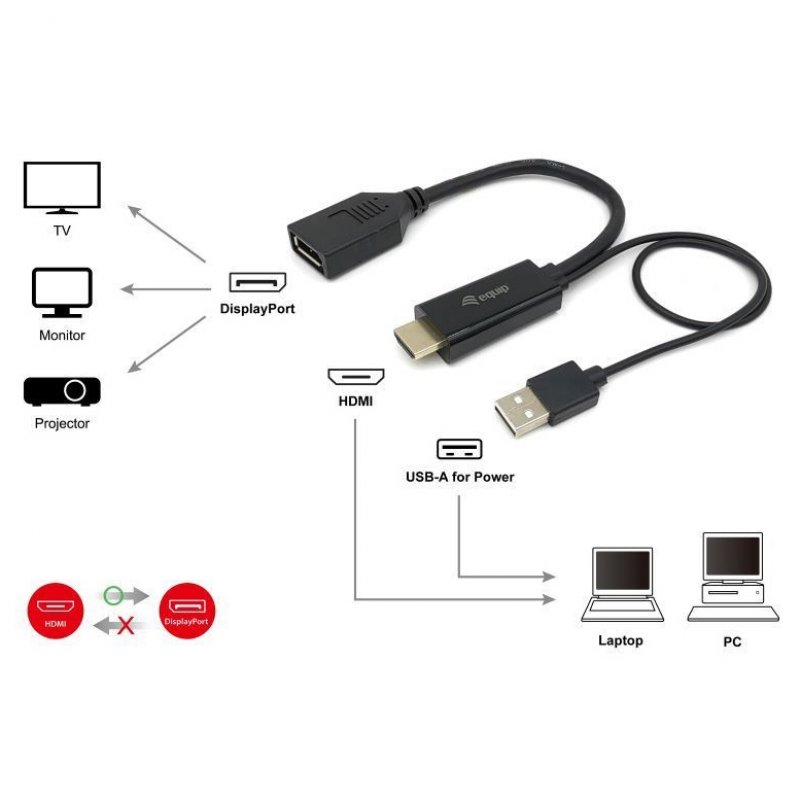 TV
Monitor
Projector
DisplayPort
equip
HDMI
USB-A for Power
Laptop
PC
HDMI
DisplayPort